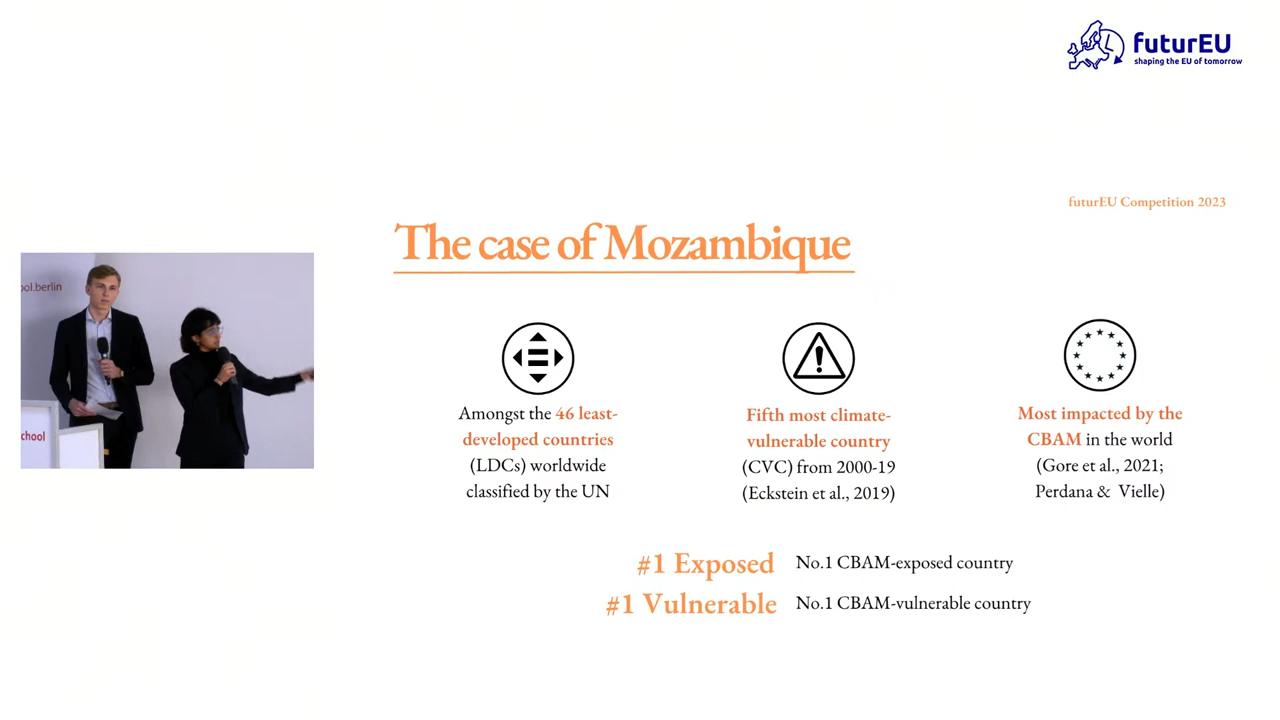 futurEU
shaping the EU of tomorrow
futurEU Competition 2023
The case of Mozambique
ool.berlin
chool
Amongst the 46 least-
developed countries
(LDCs) worldwide
classified by the UN
Fifth most climate-
vulnerable country
(CVC) from 2000-19
(Eckstein et al., 2019)
Most impacted by the
CBAM in the world
(Gore et al., 2021;
Perdana & Vielle)
#1 Exposed No.1 CBAM-exposed country
#1 Vulnerable No.1 CBAM-vulnerable country